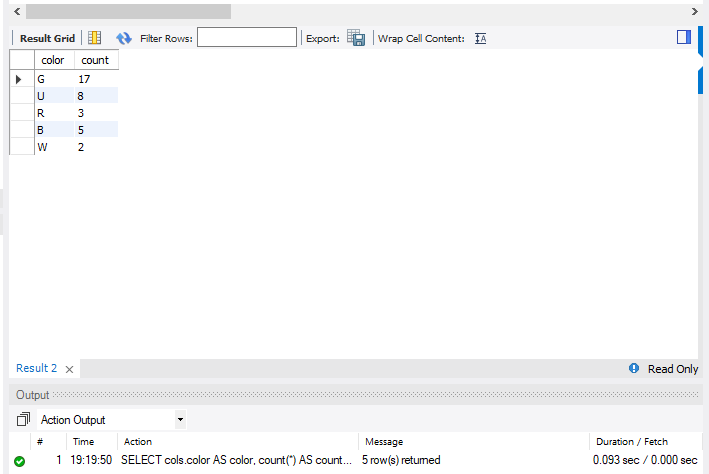 Result Grid Filter Rows: Export: Wrap Cell Content:
color count
G 17
U 8
R 3
B 5
W 2
Result 2 Read Only
Output
Action Output
# Time Action Message Duration / Fetch
1 19:19:50 SELECT cols.color AS color, count(*) AS count... 5 row(s) returned 0.093 sec / 0.000 sec